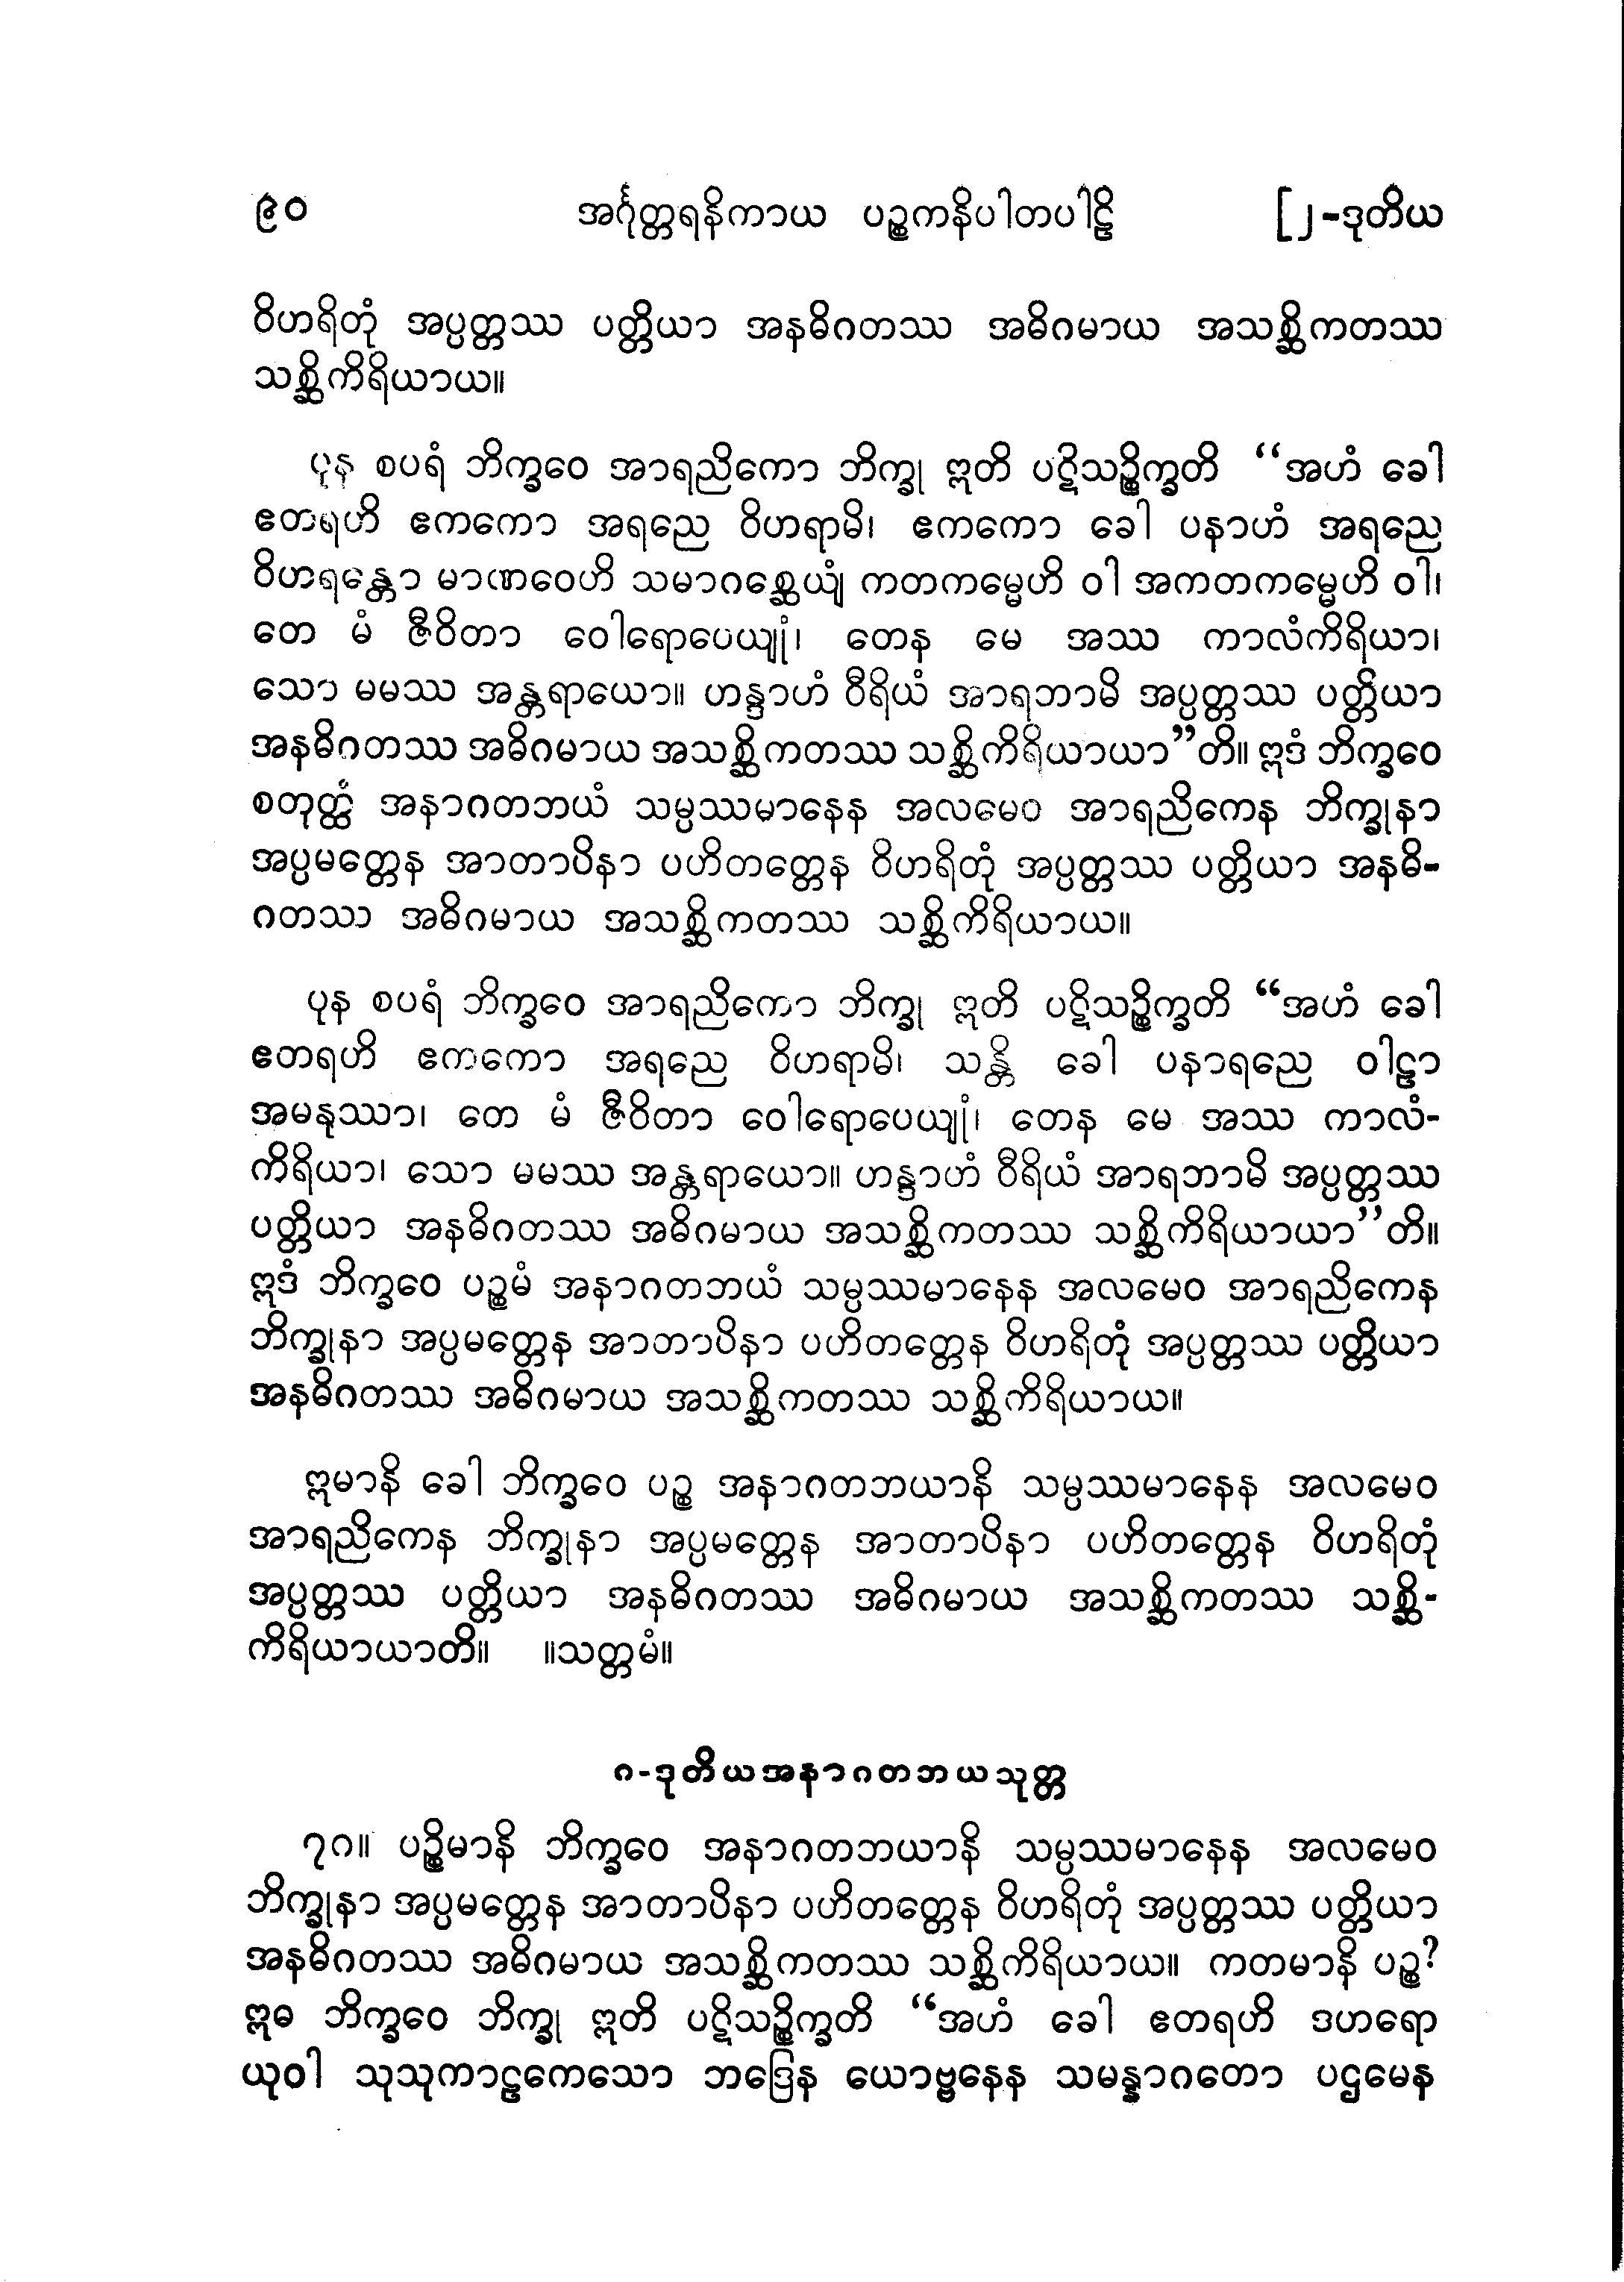 ၉၀ အင်္ဂုတ္တရနိကာယ ပဉ္စကနိပါတပါဠိ [၂-ဒုတိယ
ဝိဟရိတုံ အပ္ပတ္တဿ ပတ္တိယာ အနဓိဂတဿ အဓိဂမာယ အသစ္ဆိကတဿ
သစ္ဆိကိရိယာယ။
ပုန စပရံ ဘိက္ခဝေ အာရညိကော ဘိက္ခု ဣတိ ပဋိသဉ္စိက္ခတိ “အဟံ ခေါ
ဧတရဟိ ဧကကော အရညေ ဝိဟရာမိ၊ ဧကကော ခေါ ပနာဟံ အရညေ
ဝိဟရန္တော မာဏဝေဟိ သမာဂစ္ဆေယျံ ကတကမ္မေဟိ ဝါ အကတကမ္မေဟိ ဝါ၊
တေ မံ ဇီဝိတာ ဝေါရောပေယျုံ၊ တေန မေ အဿ ကာလံကိရိယာ၊
သော မမဿ အန္တရာယော။ ဟန္ဒာဟံ ဝီရိယံ အာရဘာမိ အပ္ပတ္တဿ ပတ္တိယာ
အနဓိဂတဿ အဓိဂမာယ အသစ္ဆိကတဿ သစ္ဆိကိရိယာယာ”တိ။ ဣဒံ ဘိက္ခဝေ
စတုတ္ထံ အနာဂတဘယံ သမ္ပဿမာနေန အလမေဝ အာရညိကေန ဘိက္ခုနာ
အပ္ပမတ္တေန အာတာပိနာ ပဟိတတ္တေန ဝိဟရိတုံ အပ္ပတ္တဿ ပတ္တိယာ အနဓိ-
ဂတဿ အဓိဂမာယ အသစ္ဆိကတဿ သစ္ဆိကိရိယာယ။
ပုန စပရံ ဘိက္ခဝေ အာရညိကော ဘိက္ခု ဣတိ ပဋိသဉ္စိက္ခတိ “အဟံ ခေါ
ဧတရဟိ ဧကကော အရညေ ဝိဟရာမိ၊ သန္တိ ခေါ ပနာရညေ ဝါဠာ
အမနုဿာ၊ တေ မံ ဇီဝိတာ ဝေါရောပေယျုံ၊ တေန မေ အဿ ကာလံ-
ကိရိယာ၊ သော မမဿ အန္တရာယော။ ဟန္ဒာဟံ ဝီရိယံ အာရဘာမိ အပ္ပတ္တဿ
ပတ္တိယာ အနဓိဂတဿ အဓိဂမာယ အသစ္ဆိကတဿ သစ္ဆိကိရိယာယာ”တိ။
ဣဒံ ဘိက္ခဝေ ပဉ္စမံ အနာဂတဘယံ သမ္ပဿမာနေန အလမေဝ အာရညိကေန
ဘိက္ခုနာ အပ္ပမတ္တေန အာတာပိနာ ပဟိတတ္တေန ဝိဟရိတုံ အပ္ပတ္တဿ ပတ္တိယာ
အနဓိဂတဿ အဓိဂမာယ အသစ္ဆိကတဿ သစ္ဆိကိရိယာယ။
ဣမာနိ ခေါ ဘိက္ခဝေ ပဉ္စ အနာဂတဘယာနိ သမ္ပဿမာနေန အလမေဝ
အာရညိကေန ဘိက္ခုနာ အပ္ပမတ္တေန အာတာပိနာ ပဟိတတ္တေန ဝိဟရိတုံ
အပ္ပတ္တဿ ပတ္တိယာ အနဓိဂတဿ အဓိဂမာယ အသစ္ဆိကတဿ သစ္ဆိ-
ကိရိယာယာတိ။ ။သတ္တမံ။
၈-ဒုတိယအနာဂတဘယသုတ္တ
၇၈။ ပဉ္စိမာနိ ဘိက္ခဝေ အနာဂတဘယာနိ သမ္ပဿမာနေန အလမေဝ
ဘိက္ခုနာ အပ္ပမတ္တေန အာတာပိနာ ပဟိတတ္တေန ဝိဟရိတုံ အပ္ပတ္တဿ ပတ္တိယာ
အနဓိဂတဿ အဓိဂမာယ အသစ္ဆိကတဿ သစ္ဆိကိရိယာယ။ ကတမာနိ ပဉ္စ?
ဣဓ ဘိက္ခဝေ ဘိက္ခု ဣတိ ပဋိသဉ္စိက္ခတိ “အဟံ ခေါ ဧတရဟိ ဒဟရော
ယုဝါ သုသုကာဠကေသော ဘဒြေန ယောဗ္ဗနေန သမန္နာဂတော ပဌမေန